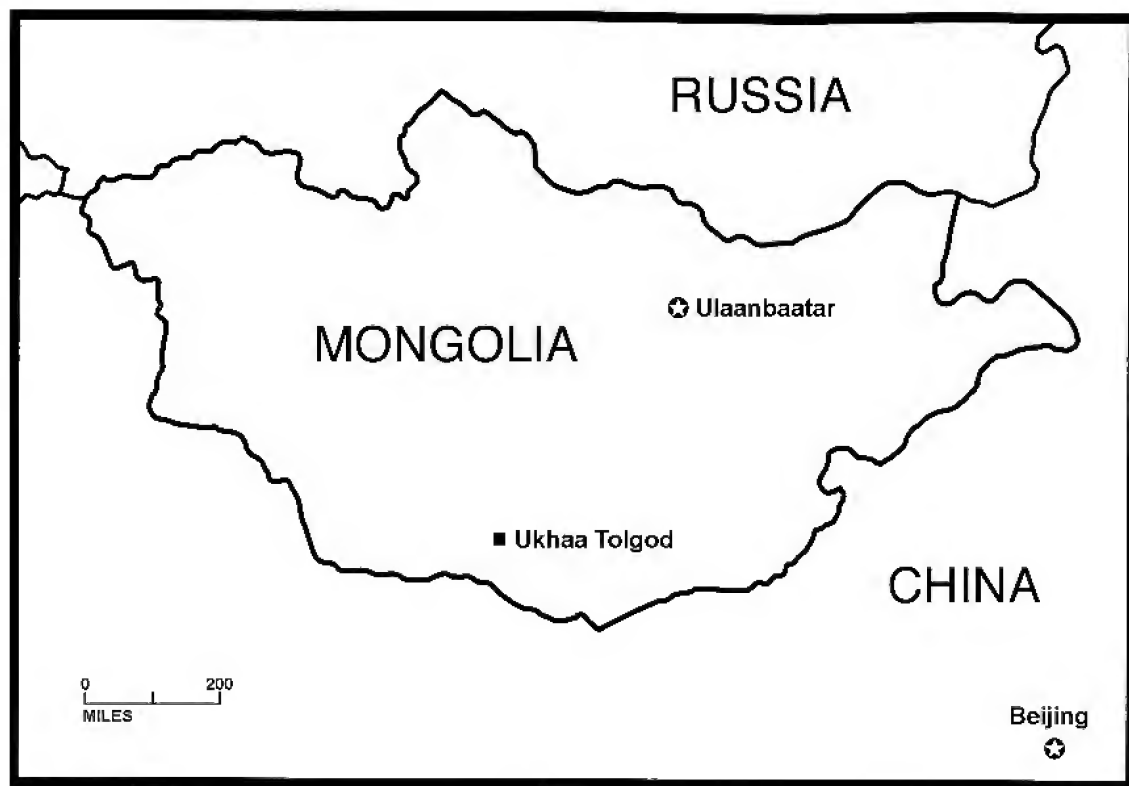 RUSSIA
Ulaanbaatar
MONGOLIA
Ukhaa Tolgod
CHINA
0 200
MILES
Beijing